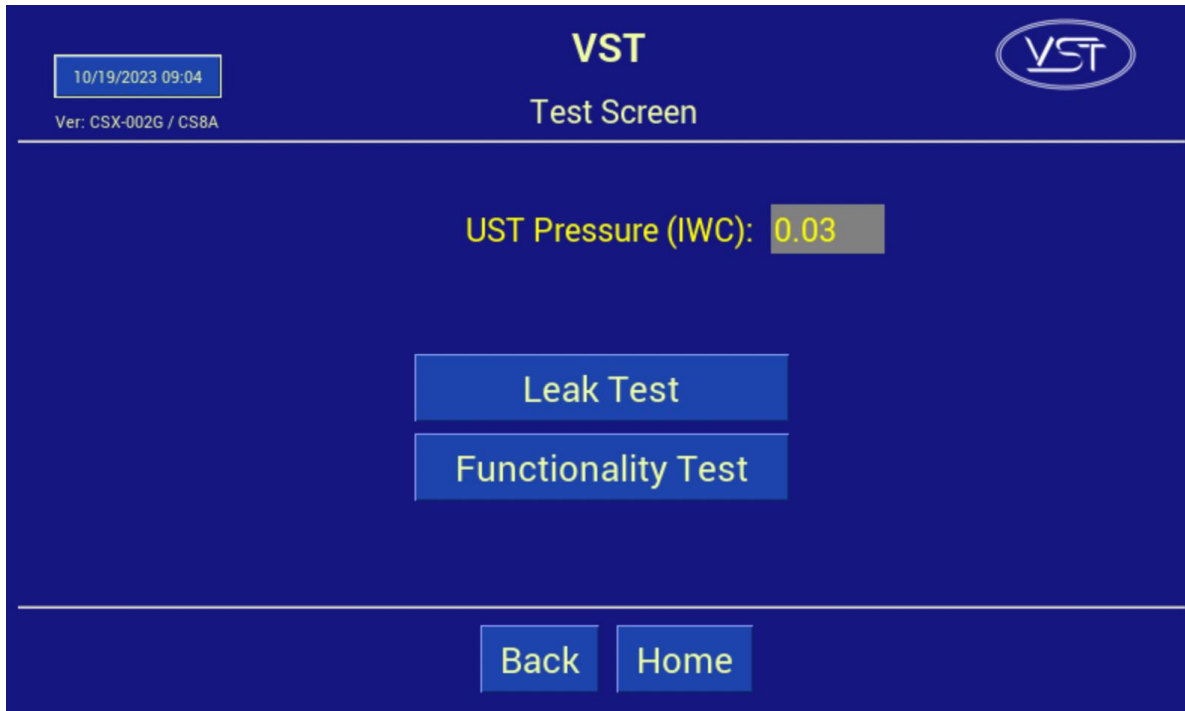 VST
VST
10/19/2023 09:04
Test Screen
Ver: CSX-002G / CS8A
UST Pressure (IWC): 0.03
Leak Test
Functionality Test
Back Home